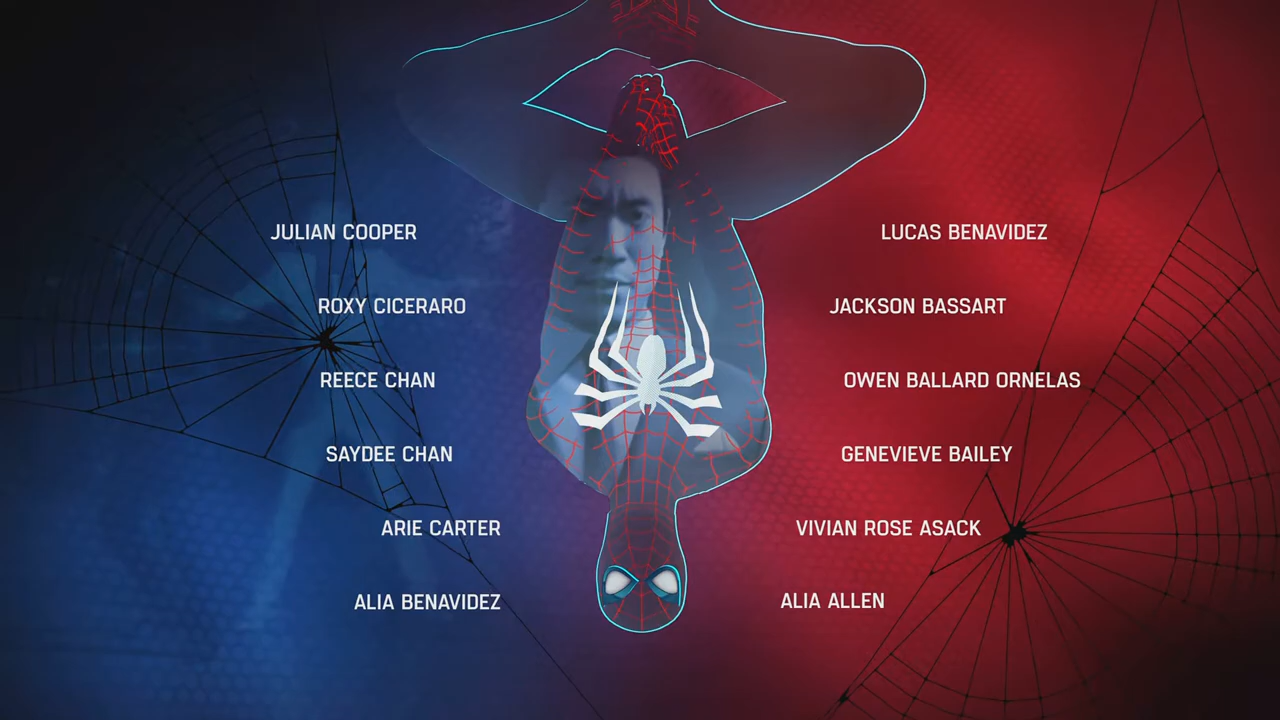 JULIAN COOPER
ROXY CICERARO
REECE CHAN
SAYDEE CHAN
ARIE CARTER
ALIA BENAVIDEZ
LUCAS BENAVIDEZ
JACKSON BASSART
OWEN BALLARD ORNELAS
GENEVIEVE BAILEY
VIVIAN ROSE ASACK
ALIA ALLEN